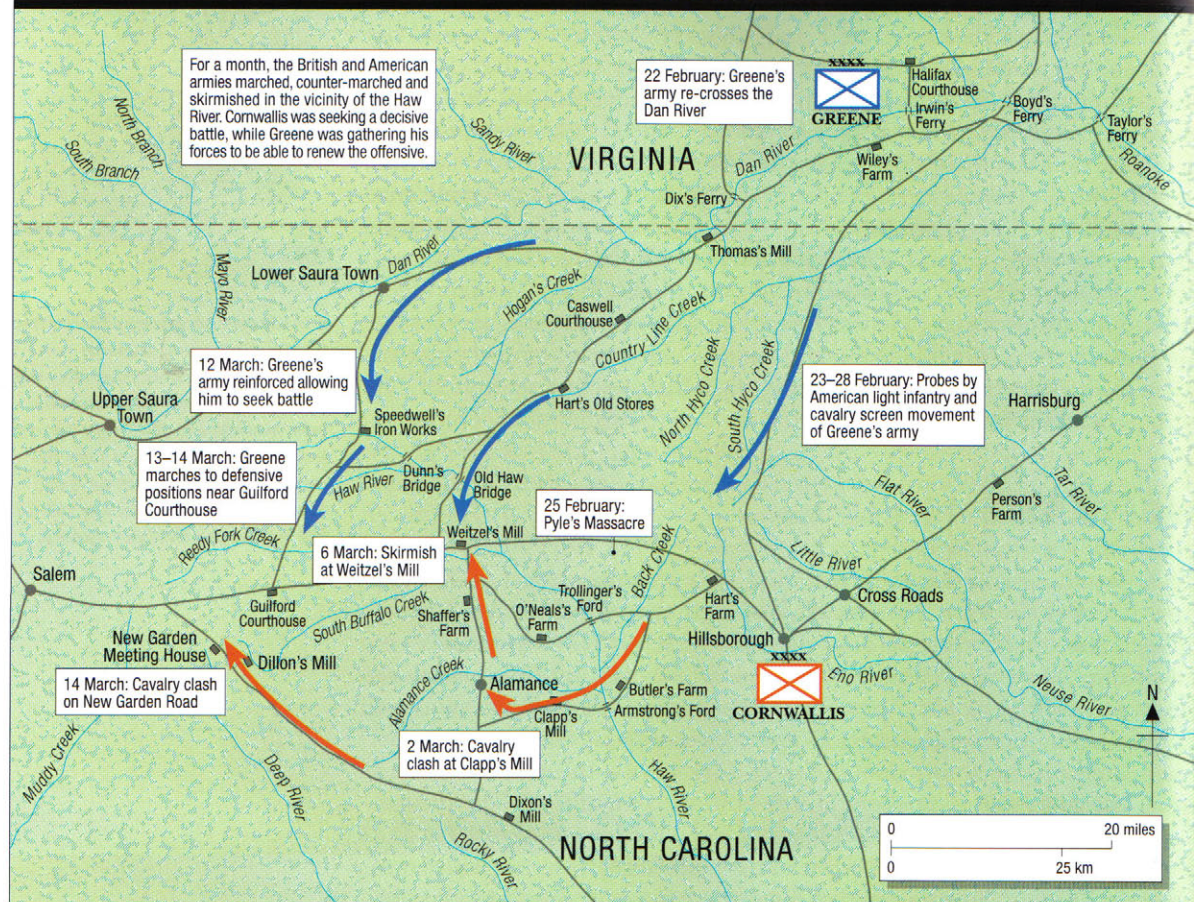 For a month, the British and American
armies marched, counter-marched and
skirmished in the vicinity of the Haw
River. Cornwallis was seeking a decisive
battle, while Greene was gathering his
forces to be able to renew the offensive.
22 February: Greene's
army re-crosses the
Dan River
XXXX
GREENE
Halifax
Courthouse
Irwin's
Ferry
Boyd's
Ferry
Taylor's
Ferry
Roanoke
North Branch
South Branch
Sandy River
VIRGINIA
Dan River
Wiley's
Farm
Dix's Ferry
Thomas's Mill
Mayo River
Lower Saura Town
Dan River
Hogan's Creek
Caswell
Courthouse
Country Line Creek
North Hyco Creek
South Hyco Creek
12 March: Greene's
army reinforced allowing
him to seek battle
Upper Saura
Town
Speedwell's
Iron Works
Hart's Old Stores
23–28 February: Probes by
American light infantry and
cavalry screen movement
of Greene's army
Harrisburg
13–14 March: Greene
marches to defensive
positions near Guilford
Courthouse
Haw River
Dunn's
Bridge
Old Haw
Bridge
25 February:
Pyle's Massacre
Flat River
Person's
Farm
Tar River
Reedy Fork Creek
Weitzel's Mill
6 March: Skirmish
at Weitzel's Mill
Back Creek
Little River
Salem
Guilford
Courthouse
South Buffalo Creek
Shaffer's
Farm
O'Neals's
Farm
Trollinger's
Ford
Hart's
Farm
Cross Roads
New Garden
Meeting House
Dillon's Mill
Hillsborough
XXXX
CORNWALLIS
Eno River
Neuse River
14 March: Cavalry clash
on New Garden Road
Alamance Creek
Alamance
Clapp's
Mill
Butler's Farm
Armstrong's Ford
N
2 March: Cavalry
clash at Clapp's Mill
Muddy Creek
Deep River
Haw River
Dixon's
Mill
Rocky River
NORTH CAROLINA
0
20 miles
0
25 km